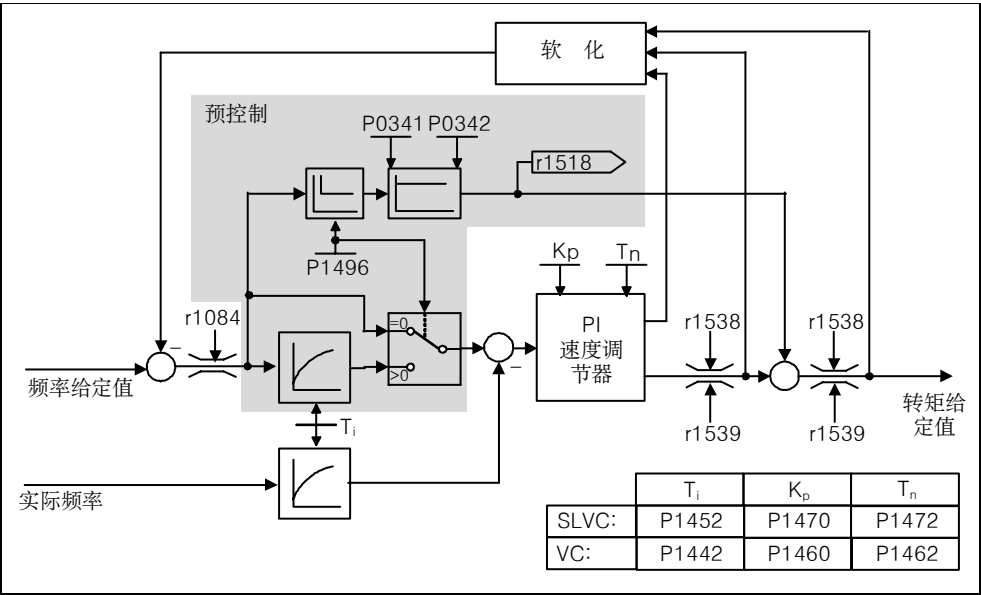 软 化
预控制
P0341 P0342
r1518
P1496
Kp Tn
r1084
=0
>0
PI
速度调
节器
r1538
r1538
频率给定值
转矩给
定值
r1539
r1539
Ti
实际频率
Ti Kp Tn
SLVC: P1452 P1470 P1472
VC: P1442 P1460 P1462